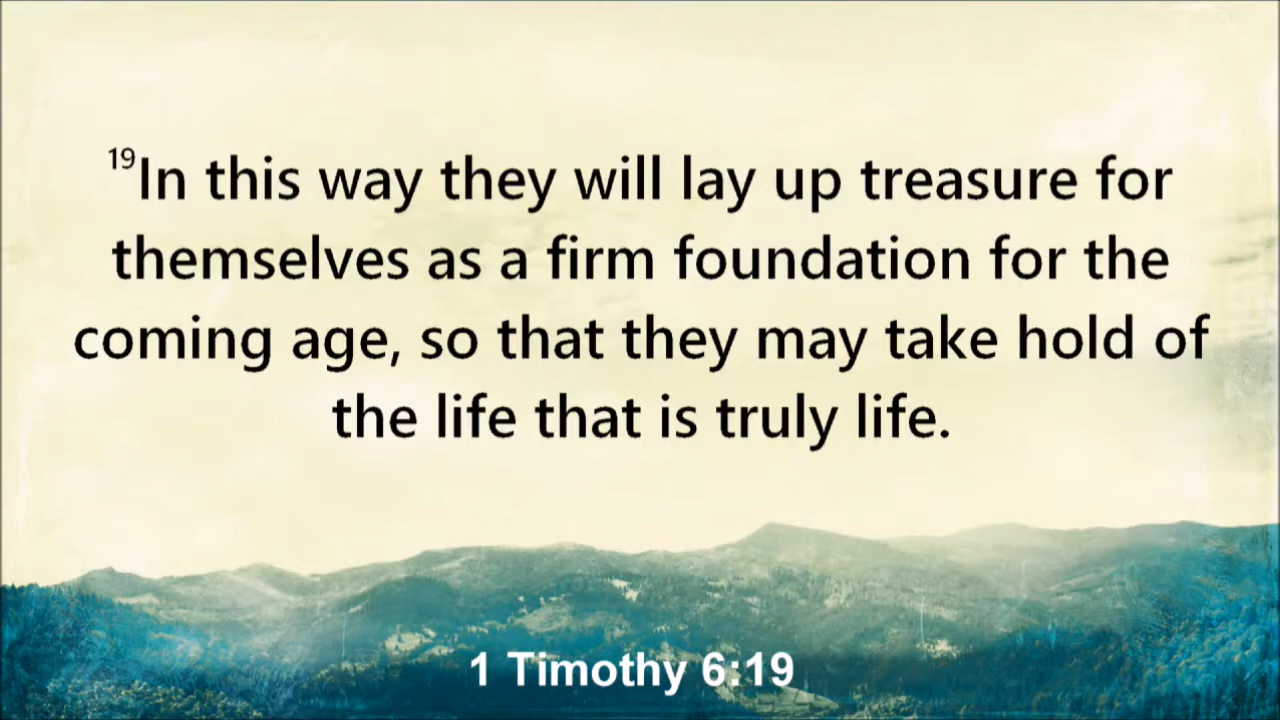 19In this way they will lay up treasure for
themselves as a firm foundation for the
coming age, so that they may take hold of
the life that is truly life.
1 Timothy 6:19